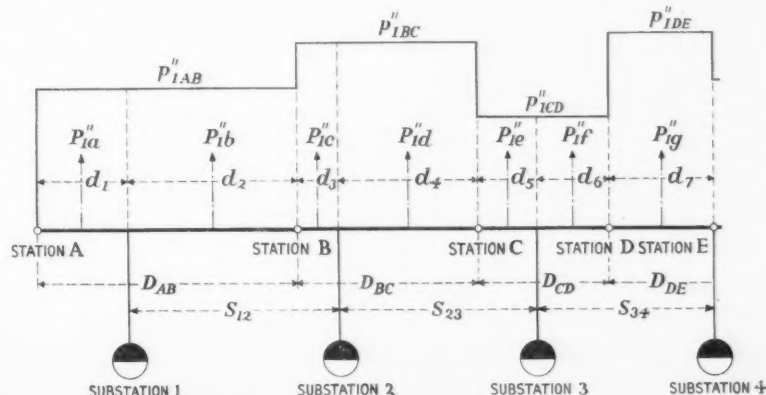 p''1DE
p''1BC
p''1AB
p''1CD
P''1a P''1b P''1c P''1d P''1e P''1f P''1g
d1 d2 d3 d4 d5 d6 d7
STATION A STATION B STATION C STATION D STATION E
DAB DBC DCD DDE
S12 S23 S34
SUBSTATION 1 SUBSTATION 2 SUBSTATION 3 SUBSTATION 4